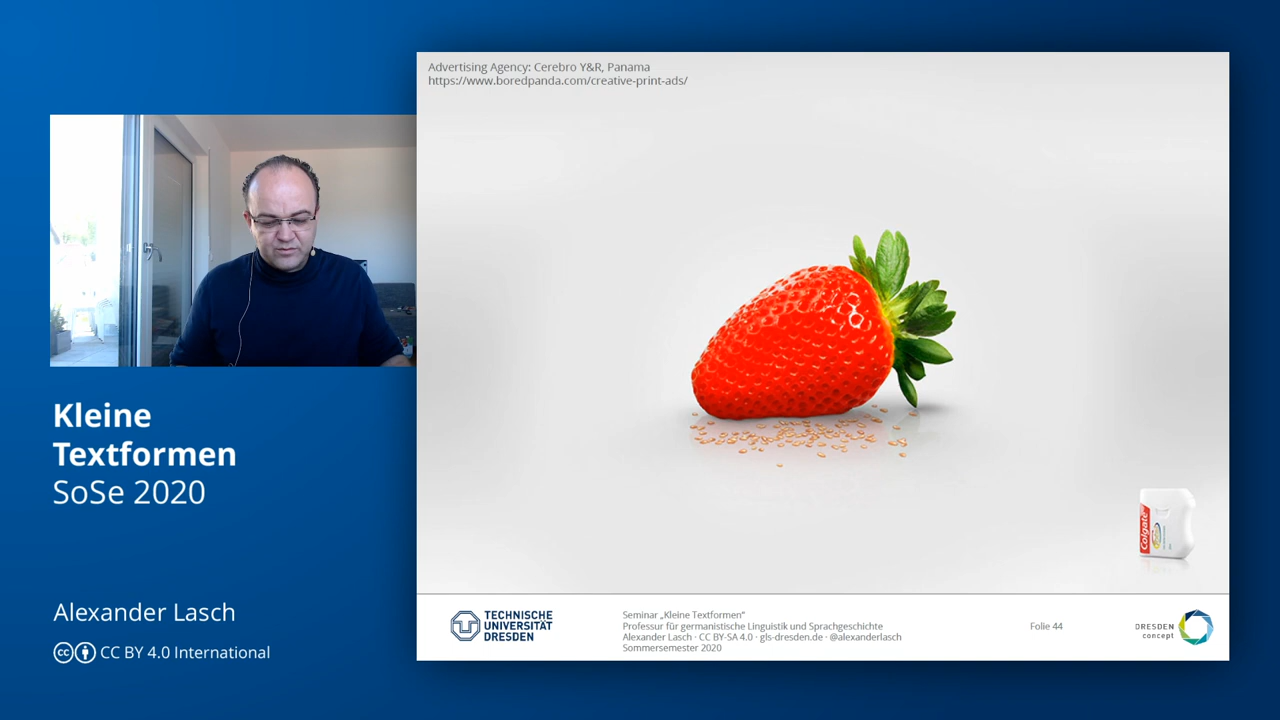 Advertising Agency: Cerebro Y&R, Panama
https://www.boredpanda.com/creative-print-ads/
Kleine
Textformen
SoSe 2020
Alexander Lasch
CC BY 4.0 International
Colgate
TECHNISCHE
UNIVERSITÄT
DRESDEN
Seminar „Kleine Textformen“
Professur für germanistische Linguistik und Sprachgeschichte
Alexander Lasch · CC BY-SA 4.0 · gls-dresden.de · @alexanderlasch
Sommersemester 2020
Folie 44
DRESDEN
concept